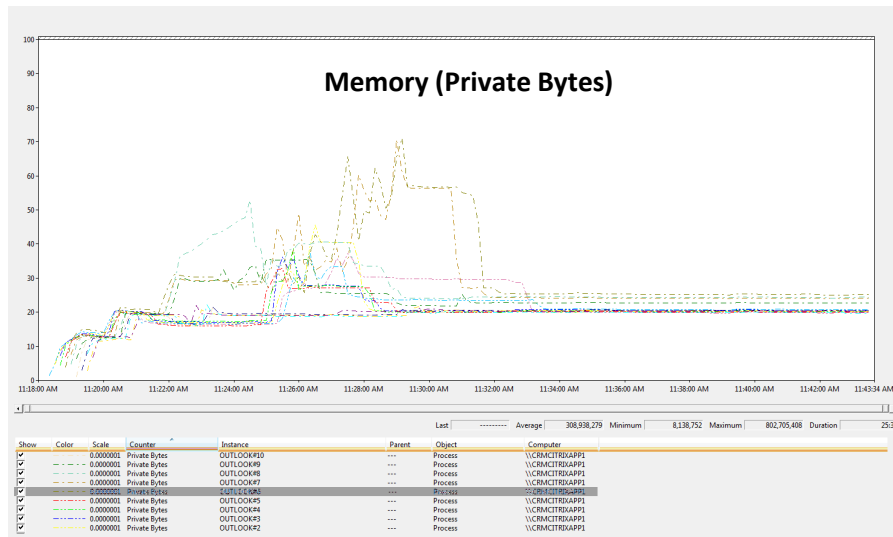 Memory (Private Bytes)
100
90
80
70
60
50
40
30
20
10
0
11:18:00 AM 11:20:00 AM 11:22:00 AM 11:24:00 AM 11:26:00 AM 11:28:00 AM 11:30:00 AM 11:32:00 AM 11:34:00 AM 11:36:00 AM 11:38:00 AM 11:40:00 AM 11:42:00 AM 11:43:34 AM
Last --------- Average 308,938,279 Minimum 8,138,752 Maximum 802,705,408 Duration 25:3
Show Color Scale Counter Instance Parent Object Computer
0.0000001 Private Bytes OUTLOOK#10 --- Process \\CRMCITRIXAPP1
0.0000001 Private Bytes OUTLOOK#9 --- Process \\CRMCITRIXAPP1
0.0000001 Private Bytes OUTLOOK#8 --- Process \\CRMCITRIXAPP1
0.0000001 Private Bytes OUTLOOK#7 --- Process \\CRMCITRIXAPP1
0.0000001 Private Bytes --- Process \\CRMCITRIXAPP1
0.0000001 Private Bytes OUTLOOK#5 --- Process \\CRMCITRIXAPP1
0.0000001 Private Bytes OUTLOOK#4 --- Process \\CRMCITRIXAPP1
0.0000001 Private Bytes OUTLOOK#3 --- Process \\CRMCITRIXAPP1
0.0000001 Private Bytes OUTLOOK#2 --- Process \\CRMCITRIXAPP1